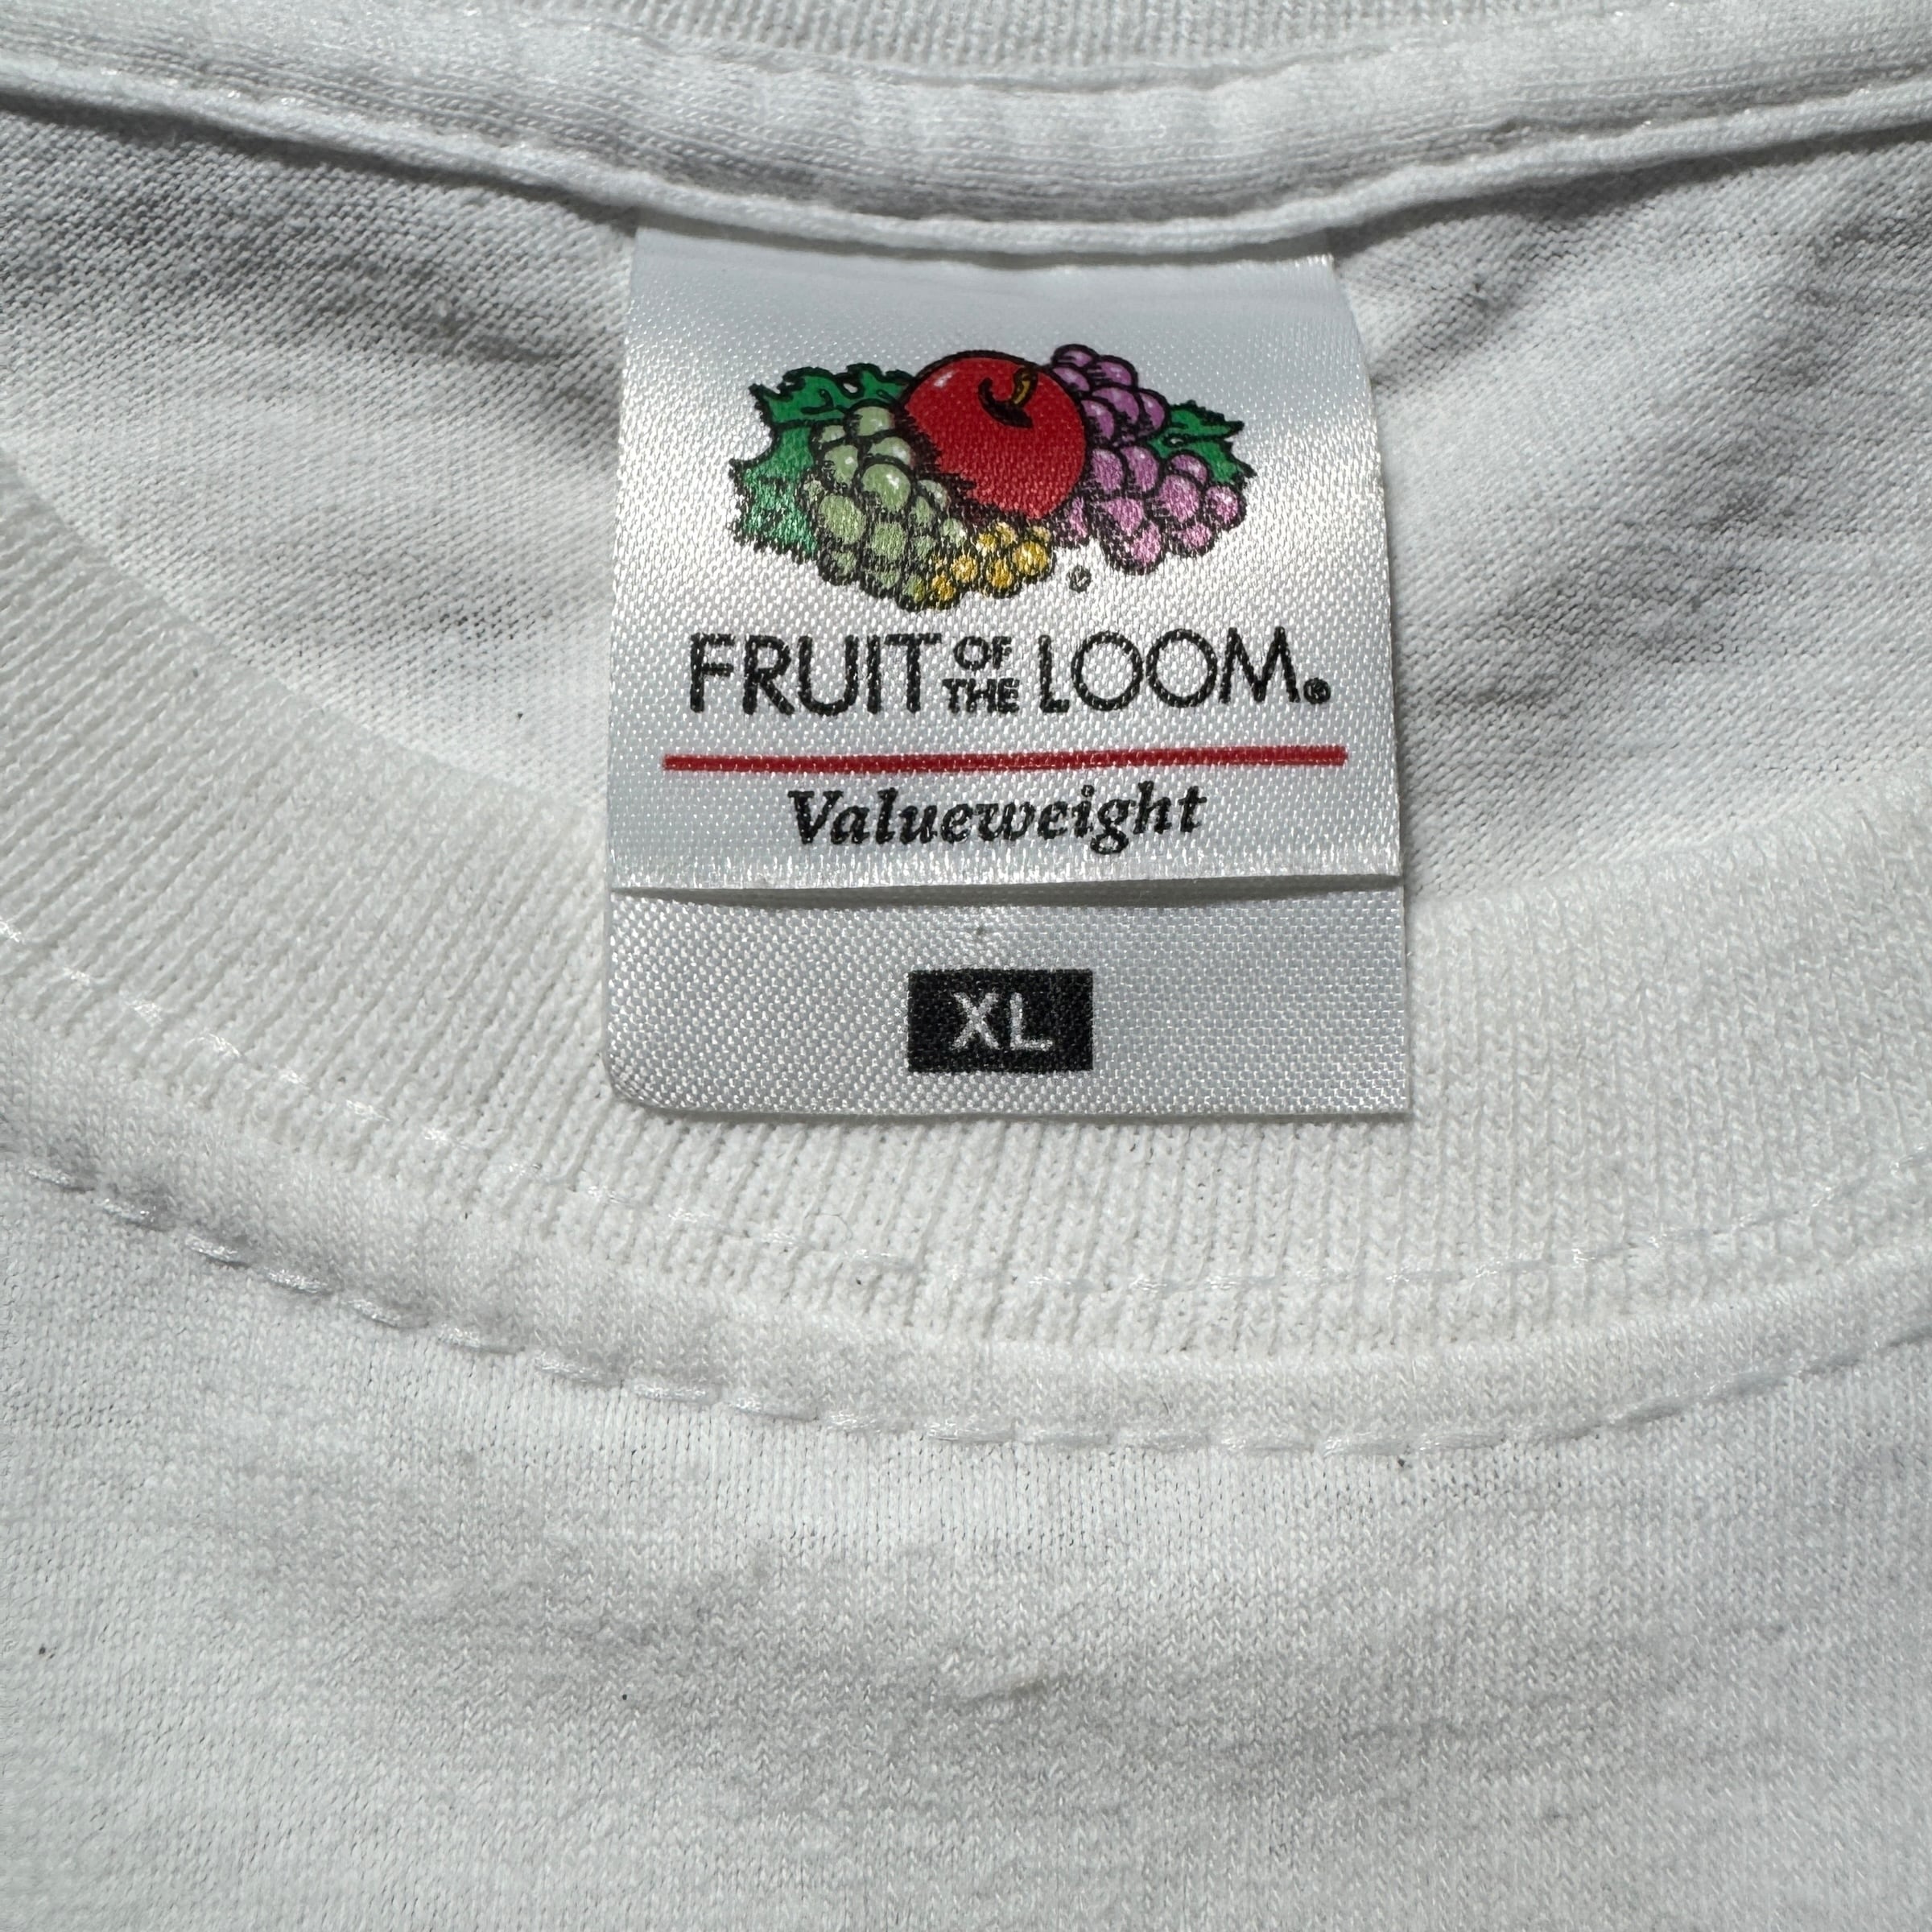 FRUIT OF THE LOOM®
Valueweight
XL